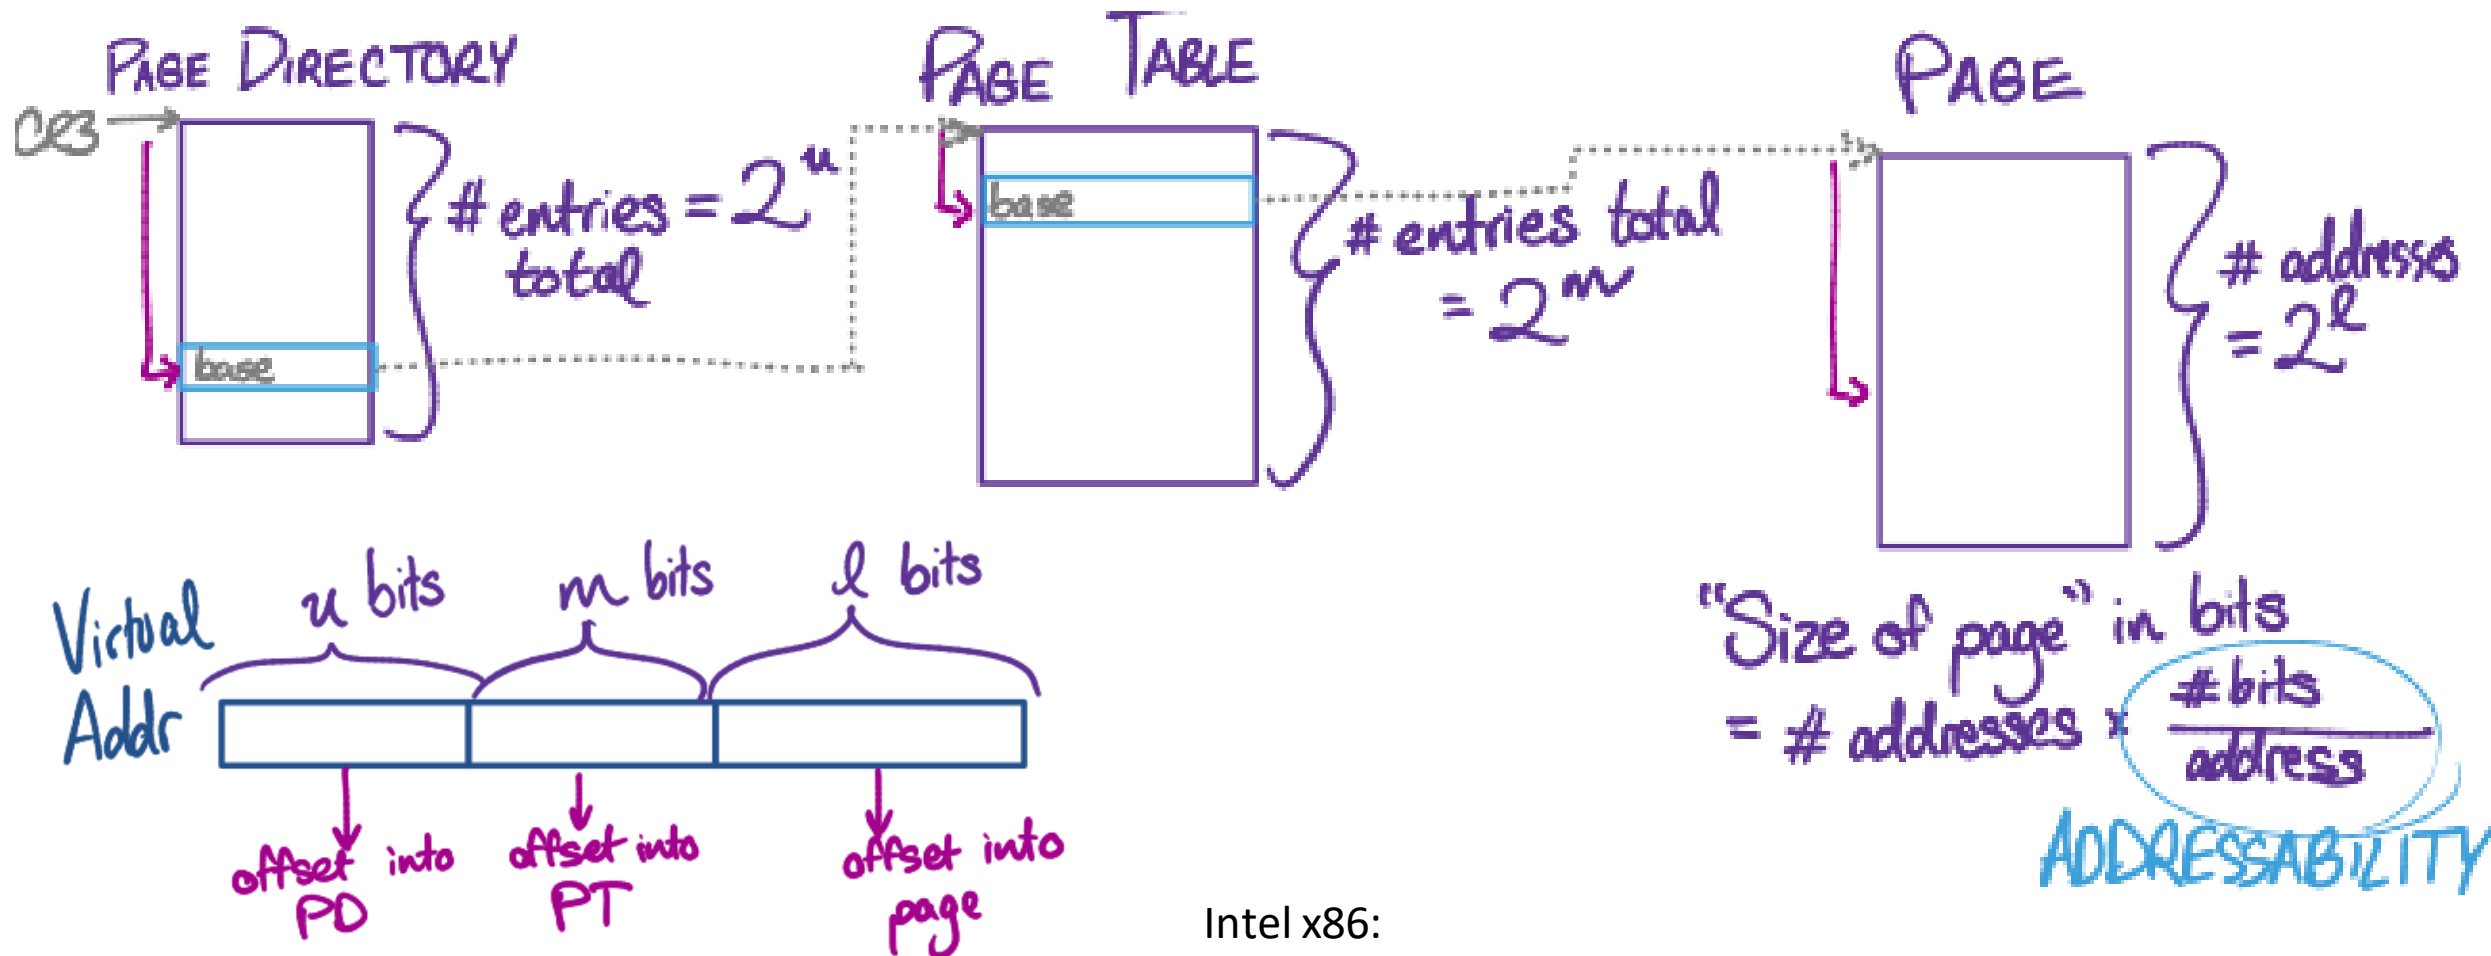 PAGE DIRECTORY
CR3
# entries = 2^u
total
base
PAGE TABLE
base
# entries total
= 2^m
PAGE
# addresses
= 2^l
Virtual
Addr
u bits
m bits
l bits
offset into
PD
offset into
PT
offset into
page
"Size of page" in bits
= # addresses × # bits
address
ADDRESSABILITY
Intel x86: